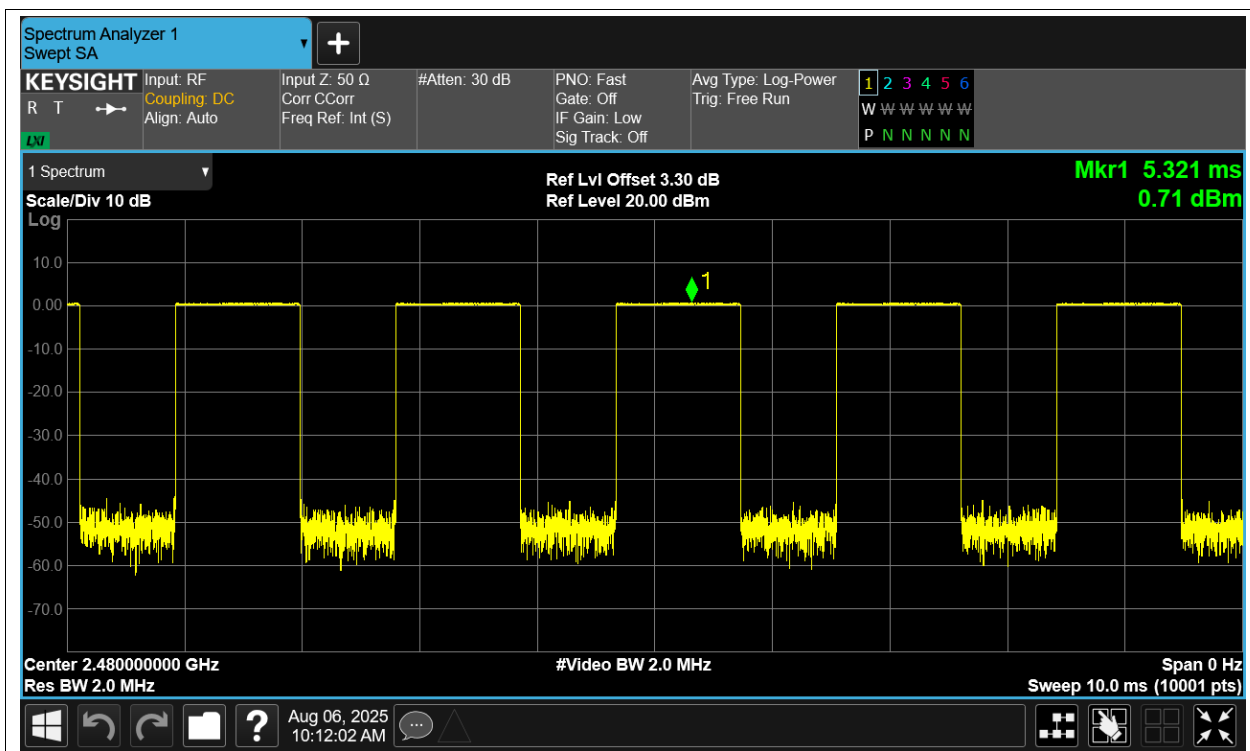 Spectrum Analyzer 1
Swept SA
KEYSIGHT
R T
LXI
Input: RF
Coupling: DC
Align: Auto
Input Z: 50 Ω
Corr CCorr
Freq Ref: Int (S)
#Atten: 30 dB
PNO: Fast
Gate: Off
IF Gain: Low
Sig Track: Off
Avg Type: Log-Power
Trig: Free Run
1 2 3 4 5 6
W W W W W W
P N N N N N
1 Spectrum
Scale/Div 10 dB
Log
Ref Lvl Offset 3.30 dB
Ref Level 20.00 dBm
Mkr1 5.321 ms
0.71 dBm
10.0
0.00
-10.0
-20.0
-30.0
-40.0
-50.0
-60.0
-70.0
1
Center 2.480000000 GHz
#Video BW 2.0 MHz
Span 0 Hz
Res BW 2.0 MHz
Sweep 10.0 ms (10001 pts)
?
Aug 06, 2025
10:12:02 AM